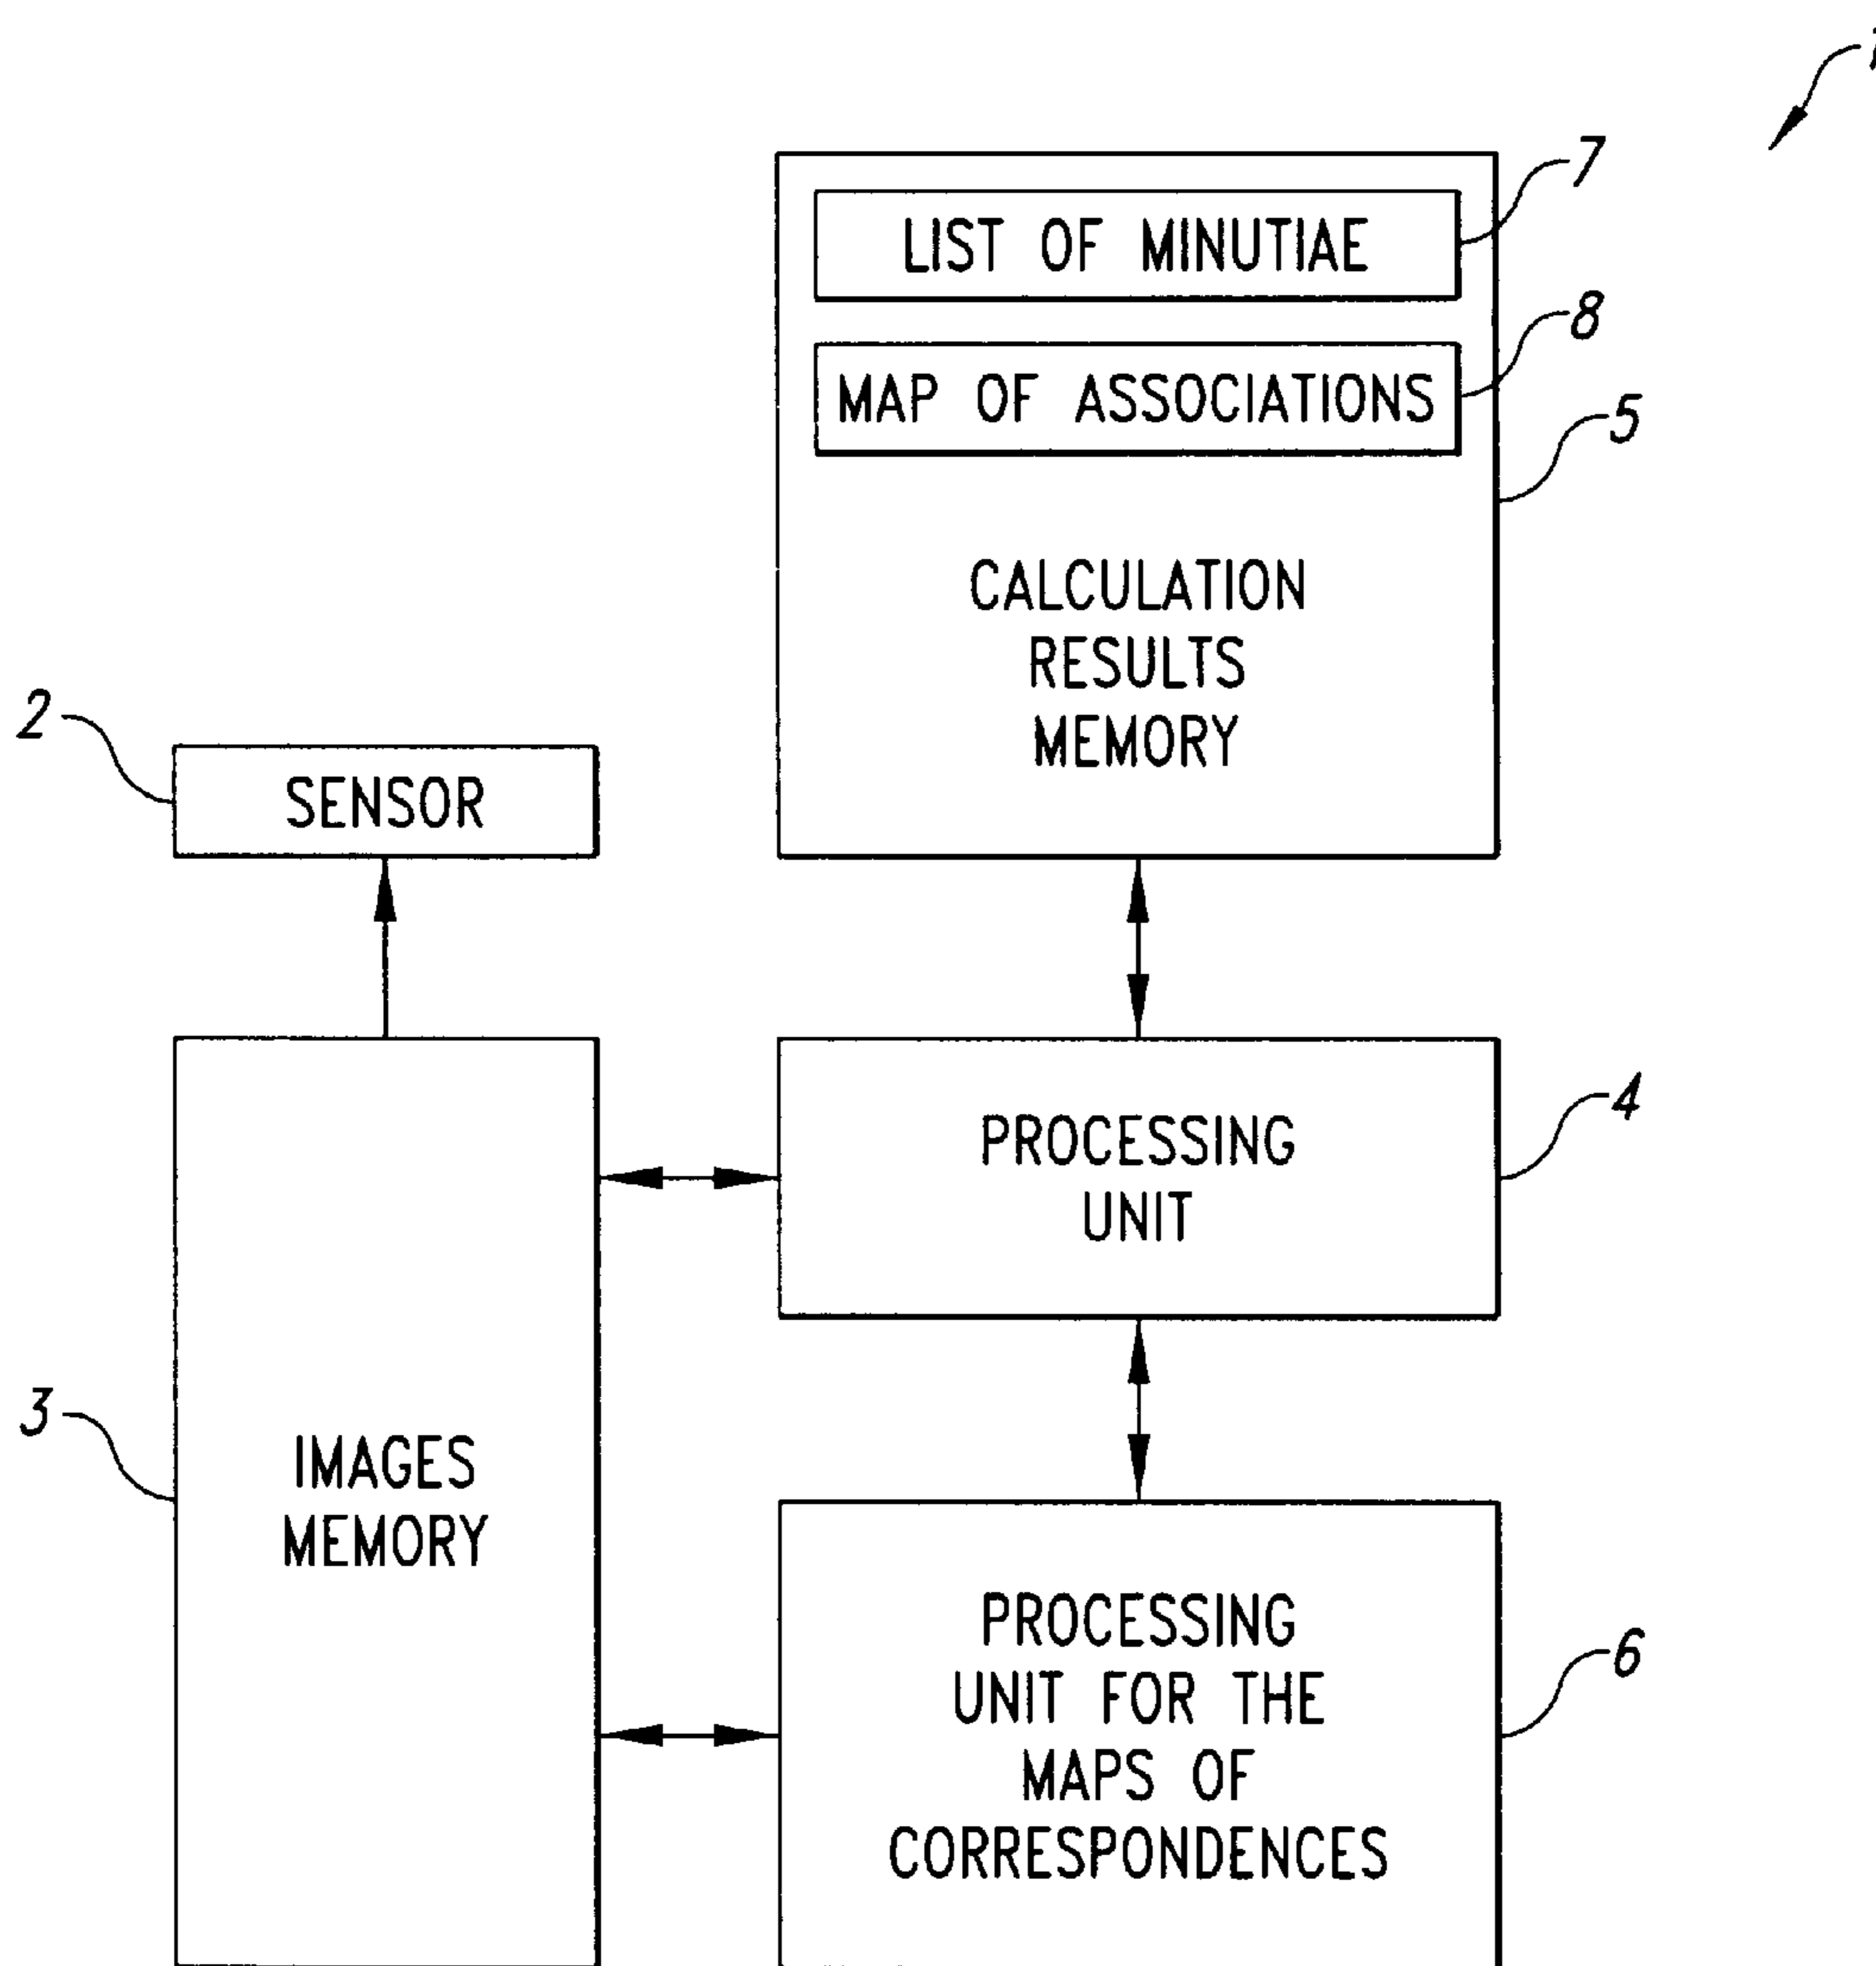 7
LIST OF MINUTIAE
8
MAP OF ASSOCIATIONS
5
CALCULATION
RESULTS
MEMORY
2
SENSOR
4
PROCESSING
UNIT
3
IMAGES
MEMORY
6
PROCESSING
UNIT FOR THE
MAPS OF
CORRESPONDENCES